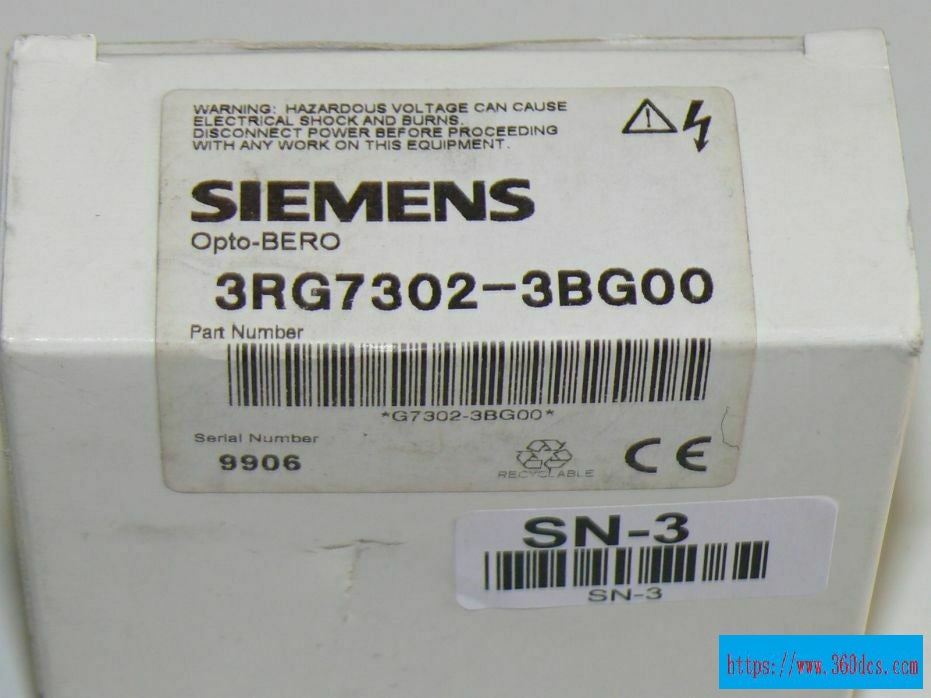 WARNING: HAZARDOUS VOLTAGE CAN CAUSE
ELECTRICAL SHOCK AND BURNS.
DISCONNECT POWER BEFORE PROCEEDING
WITH ANY WORK ON THIS EQUIPMENT.
SIEMENS
Opto-BERO
3RG7302-3BG00
Part Number
*G7302-3BG00*
Serial Number
9906
RECYCLABLE
CE
SN-3
SN-3
https://www.360dcs.com